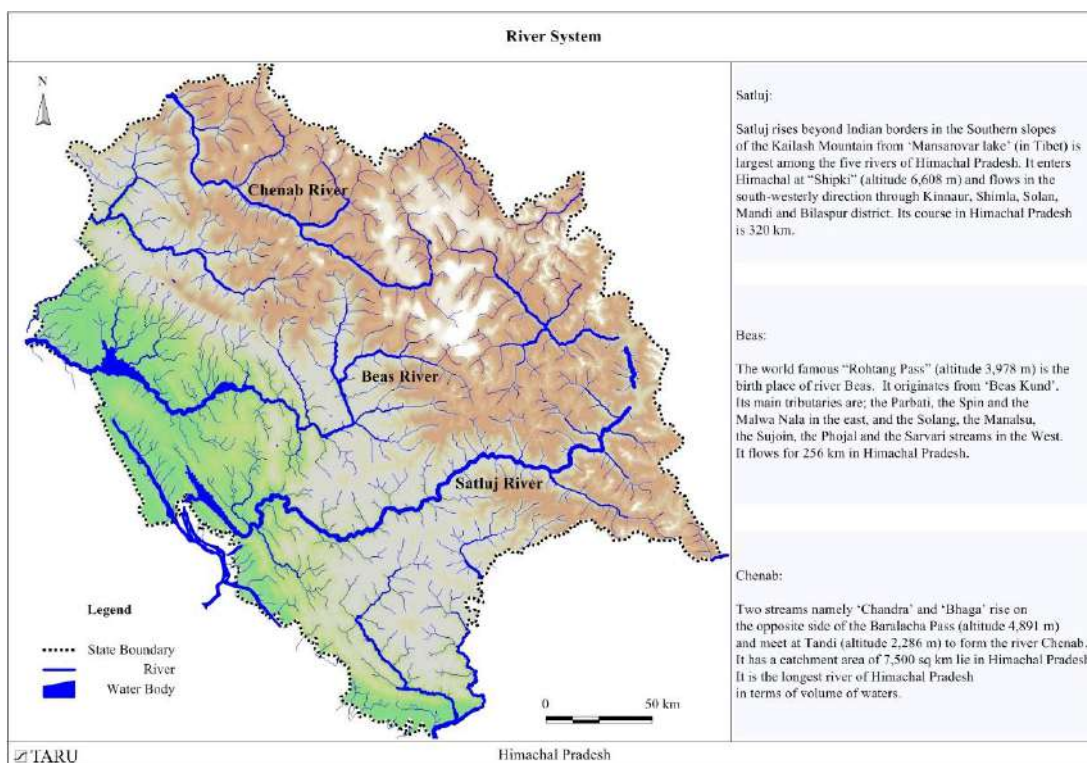 River System
N
Chenab River
Beas River
Satluj River
Legend
State Boundary
River
Water Body
0 50 km
Satluj:
Satluj rises beyond Indian borders in the Southern slopes
of the Kailash Mountain from ‘Mansarovar lake’ (in Tibet) is
largest among the five rivers of Himachal Pradesh. It enters
Himachal at “Shipki” (altitude 6,608 m) and flows in the
south-westerly direction through Kinnaur, Shimla, Solan,
Mandi and Bilaspur district. Its course in Himachal Pradesh
is 320 km.
Beas:
The world famous “Rohtang Pass” (altitude 3,978 m) is the
birth place of river Beas. It originates from ‘Beas Kund’.
Its main tributaries are; the Parbati, the Spin and the
Malwa Nala in the east, and the Solang, the Manalsu,
the Sujoin, the Phojal and the Sarvari streams in the West.
It flows for 256 km in Himachal Pradesh.
Chenab:
Two streams namely ‘Chandra’ and ‘Bhaga’ rise on
the opposite side of the Baralacha Pass (altitude 4,891 m)
and meet at Tandi (altitude 2,286 m) to form the river Chenab.
It has a catchment area of 7,500 sq km lie in Himachal Pradesh
It is the longest river of Himachal Pradesh
in terms of volume of waters.
TARU
Himachal Pradesh